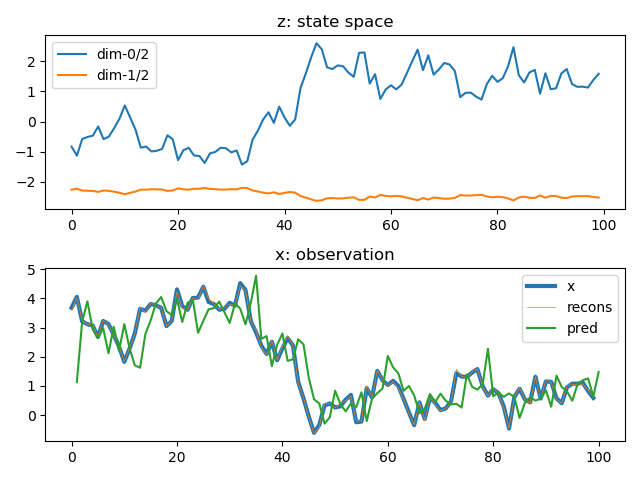 z: state space
dim-0/2
dim-1/2
2
1
0
−1
−2
0 20 40 60 80 100
x: observation
x
recons
pred
5
4
3
2
1
0
0 20 40 60 80 100